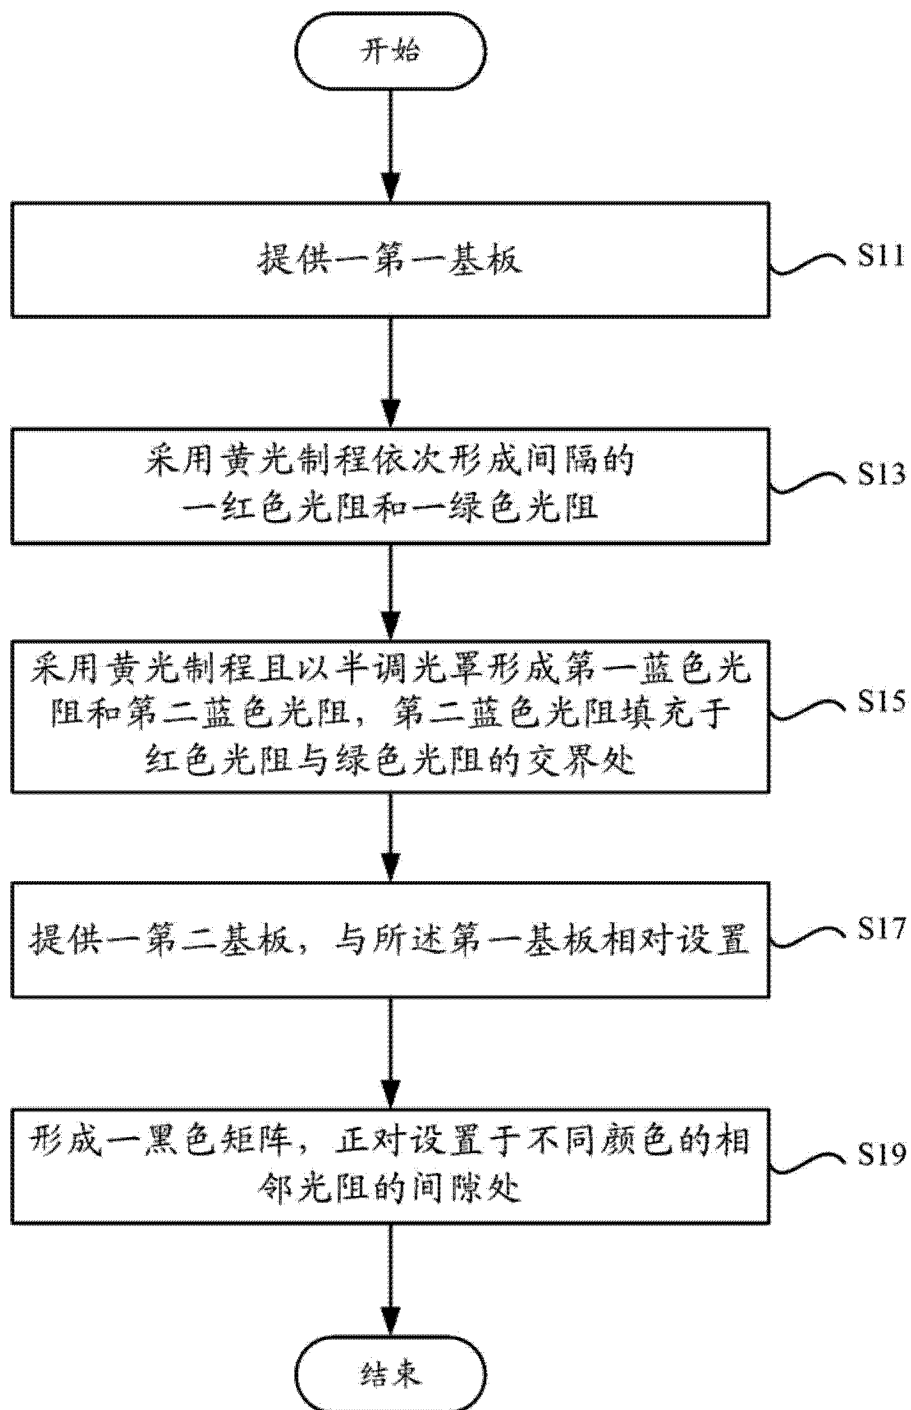 开始
提供一第一基板
S11
采用黄光制程依次形成间隔的
一红色光阻和一绿色光阻
S13
采用黄光制程且以半调光罩形成第一蓝色光
阻和第二蓝色光阻，第二蓝色光阻填充于
红色光阻与绿色光阻的交界处
S15
提供一第二基板，与所述第一基板相对设置
S17
形成一黑色矩阵，正对设置于不同颜色的相
邻光阻的间隙处
S19
结束